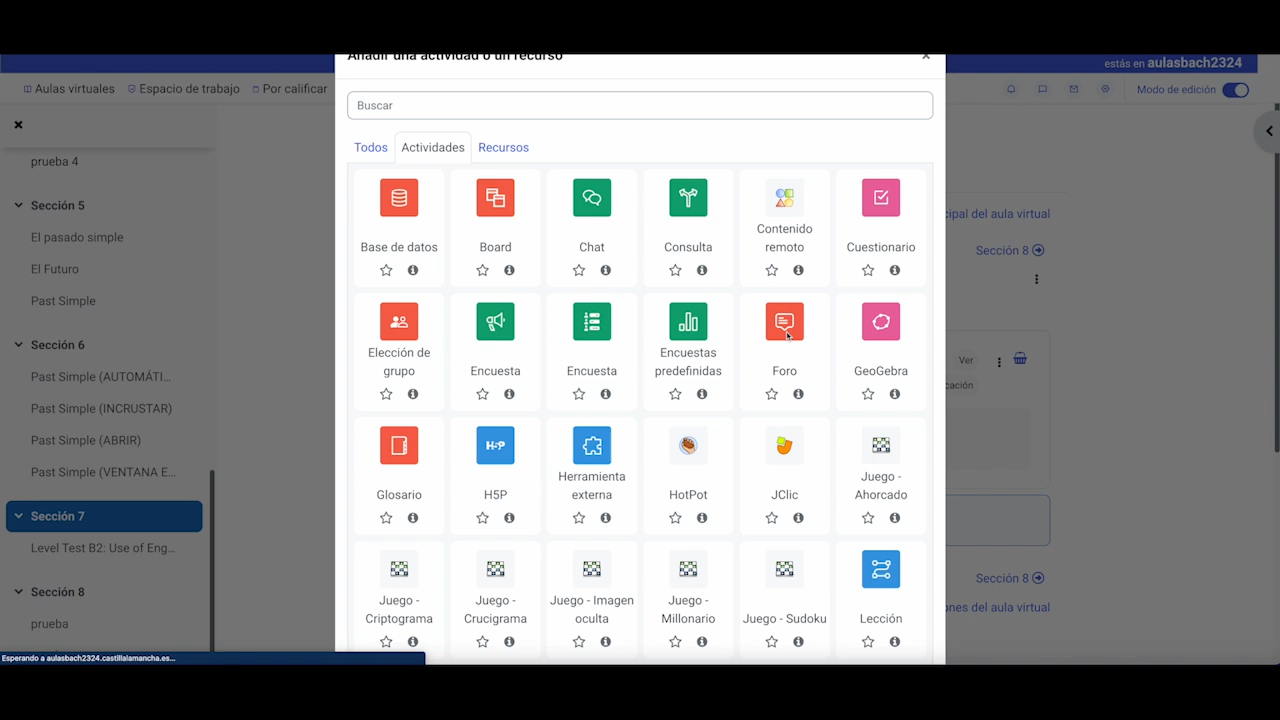 Añadir una actividad o un recurso
×
estás en aulasbach2324
Aulas virtuales
Espacio de trabajo
Por calificar
Modo de edición
Buscar
Todos
Actividades
Recursos
prueba 4
Sección 5
El pasado simple
El Futuro
Past Simple
Sección 6
Past Simple (AUTOMÁTI...
Past Simple (INCRUSTAR)
Past Simple (ABRIR)
Past Simple (VENTANA E...
Sección 7
Level Test B2: Use of Eng...
Sección 8
prueba
Base de datos
Board
Chat
Consulta
Contenido
remoto
Cuestionario
Elección de
grupo
Encuesta
Encuesta
Encuestas
predefinidas
Foro
GeoGebra
Glosario
H-P
H5P
Herramienta
externa
HotPot
JClic
Juego -
Ahorcado
Juego -
Criptograma
Juego -
Crucigrama
Juego - Imagen
oculta
Juego -
Millonario
Juego - Sudoku
Lección
cipal del aula virtual
Sección 8
Ver
cación
Sección 8
ones del aula virtual
Esperando a aulasbach2324.castillalamancha.es...